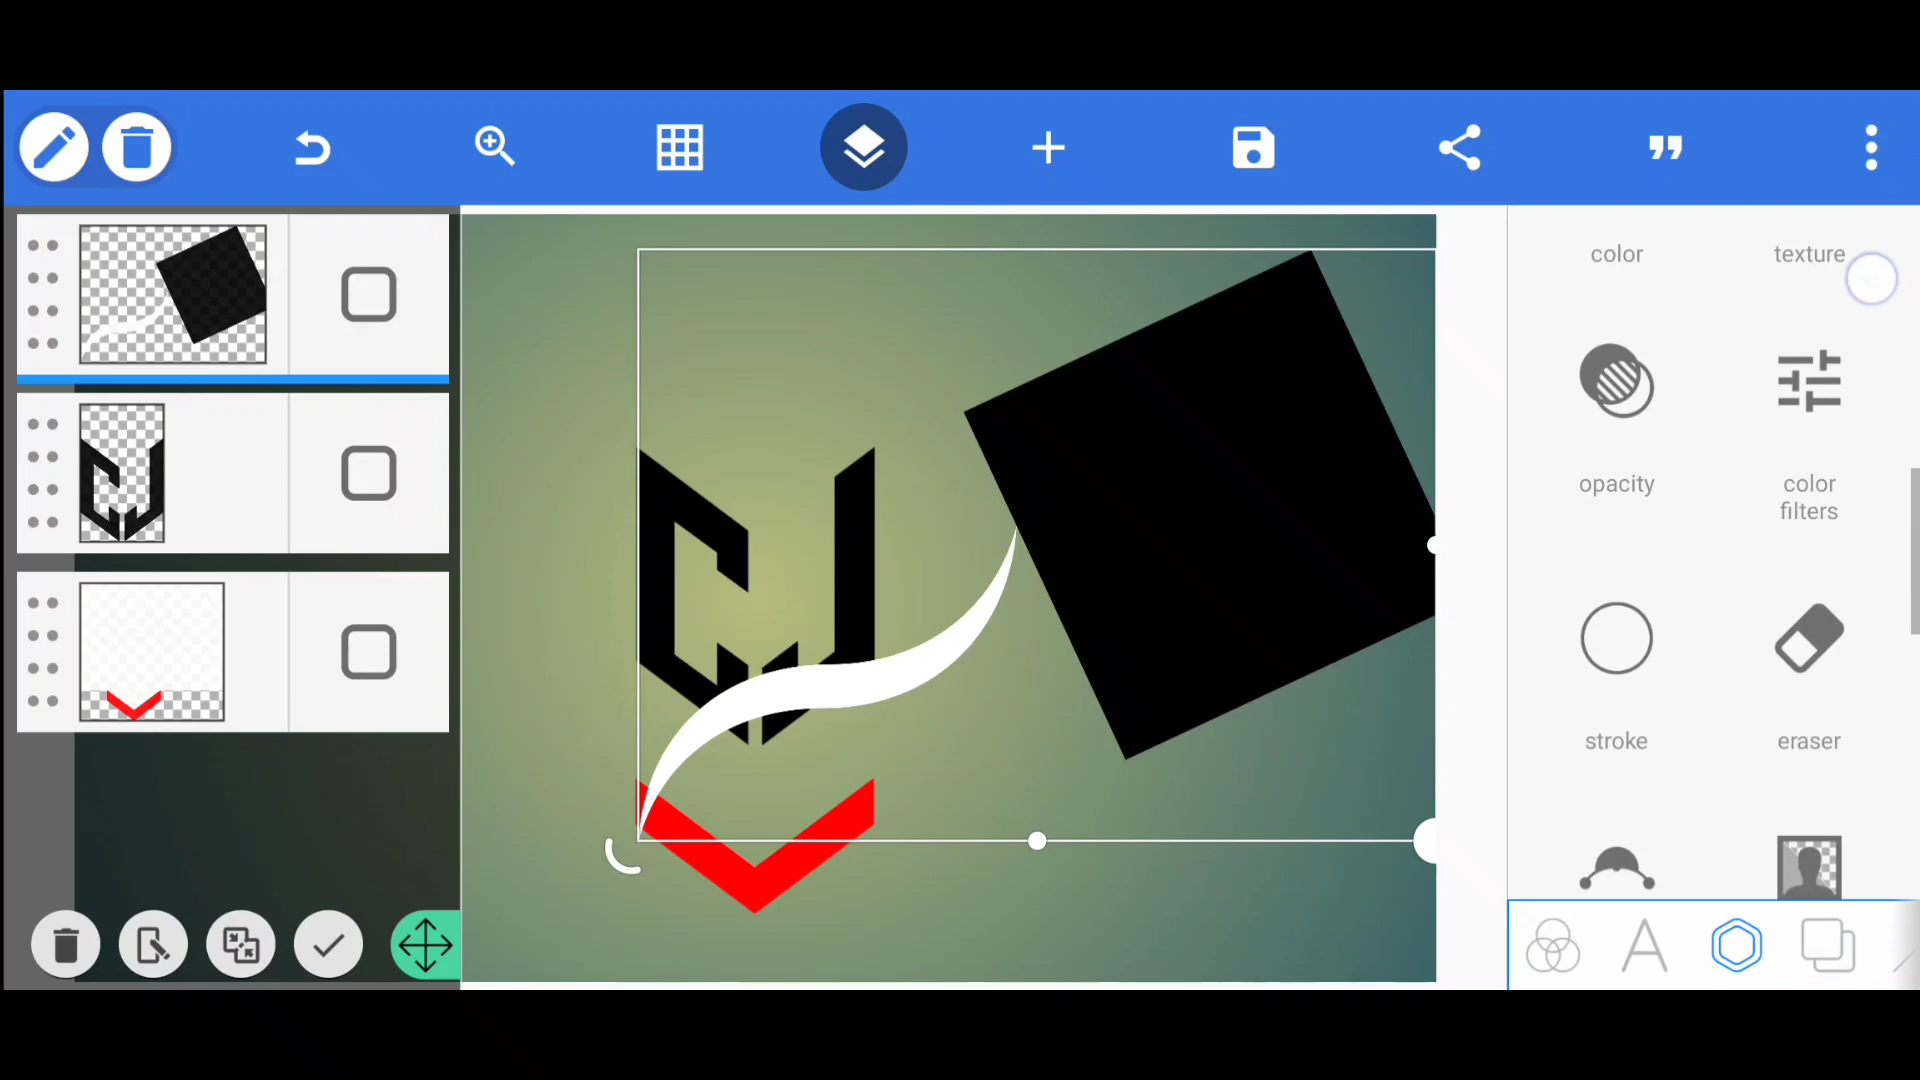 color
texture
opacity
color
filters
stroke
eraser